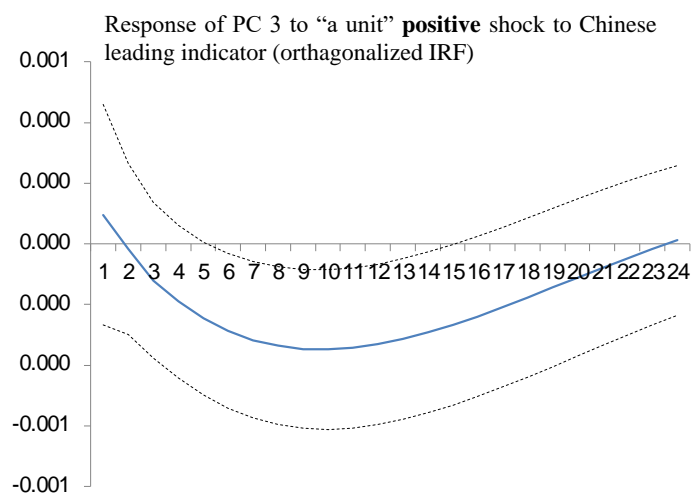 Response of PC 3 to “a unit” positive shock to Chinese
leading indicator (orthagonalized IRF)
0.001
0.000
0.000
0.000
0.000
0.000
-0.001
-0.001
1 2 3 4 5 6 7 8 9 10 11 12 13 14 15 16 17 18 19 20 21 22 23 24